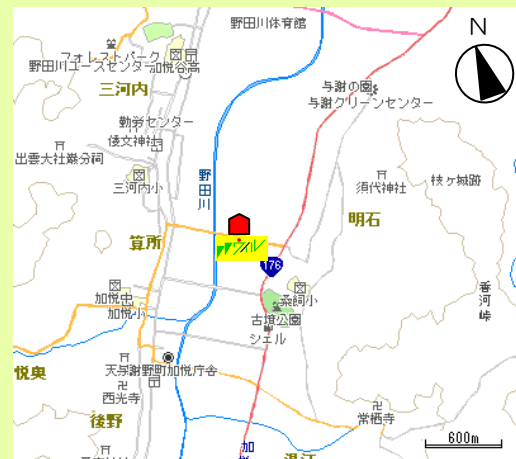 野田川体育館
N
フォレストパーク
野田川ユースセンター
加悦谷高
三河内
与謝の園
与謝グリーンセンター
勤労センター
倭文神社
出雲大社巌分祠
三河内小
野田川
須代神社
枝ヶ城跡
明石
算所
ウィル
176
香河峠
加悦中
加悦小
桑飼小
古墳公園
シェル
天
与謝野町加悦庁舎
悦奥
西光寺
後野
常栖寺
600m